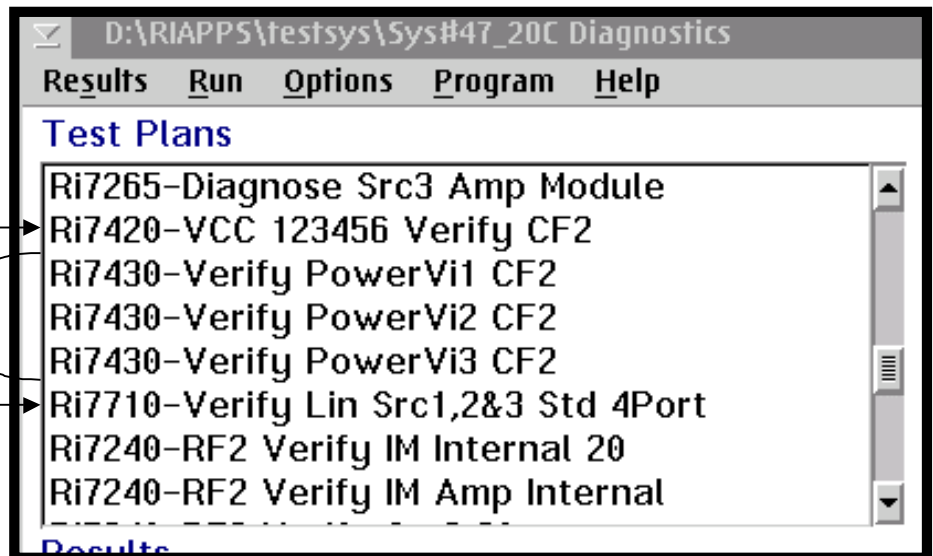 D:\RIAPPS\testsys\Sys#47_20C Diagnostics
Results Run Options Program Help
Test Plans
Ri7265-Diagnose Src3 Amp Module
Ri7420-VCC 123456 Verify CF2
Ri7430-Verify PowerVi1 CF2
Ri7430-Verify PowerVi2 CF2
Ri7430-Verify PowerVi3 CF2
Ri7710-Verify Lin Src1,2&3 Std 4Port
Ri7240-RF2 Verify IM Internal 20
Ri7240-RF2 Verify IM Amp Internal
Results